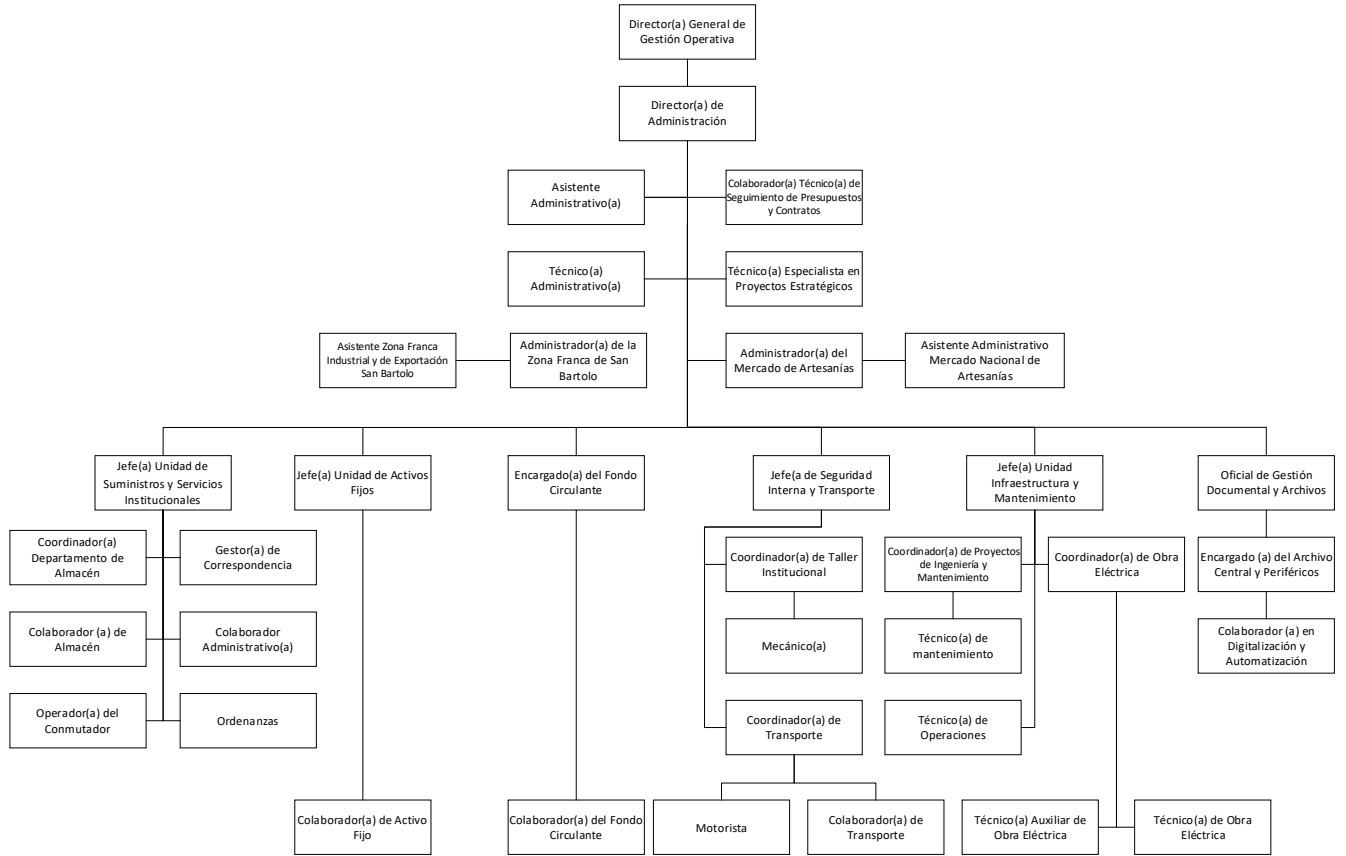 Director(a) General de
Gestión Operativa
Director(a) de
Administración
Asistente
Administrativo(a)
Colaborador(a) Técnico(a) de
Seguimiento de Presupuestos
y Contratos
Técnico(a)
Administrativo(a)
Técnico(a) Especialista en
Proyectos Estratégicos
Asistente Zona Franca
Industrial y de Exportación
San Bartolo
Administrador(a) de la
Zona Franca de San
Bartolo
Administrador(a) del
Mercado de Artesanías
Asistente Administrativo
Mercado Nacional de
Artesanías
Jefe(a) Unidad de
Suministros y Servicios
Institucionales
Jefe(a) Unidad de Activos
Fijos
Encargado(a) del Fondo
Circulante
Jefe(a de Seguridad
Interna y Transporte
Jefe(a) Unidad
Infraestructura y
Mantenimiento
Oficial de Gestión
Documental y Archivos
Coordinador(a)
Departamento de
Almacén
Gestor(a) de
Correspondencia
Coordinador(a) de Taller
Institucional
Coordinador(a) de Proyectos
de Ingeniería y
Mantenimiento
Coordinador(a) de Obra
Eléctrica
Encargado (a) del Archivo
Central y Periféricos
Colaborador (a) de
Almacén
Colaborador
Administrativo(a)
Mecánico(a)
Técnico(a) de
mantenimiento
Colaborador (a) en
Digitalización y
Automatización
Operador(a) del
Conmutador
Ordenanzas
Coordinador(a) de
Transporte
Técnico(a) de
Operaciones
Colaborador(a) de Activo
Fijo
Colaborador(a) del Fondo
Circulante
Motorista
Colaborador(a) de
Transporte
Técnico(a) Auxiliar de
Obra Eléctrica
Técnico(a) de Obra
Eléctrica